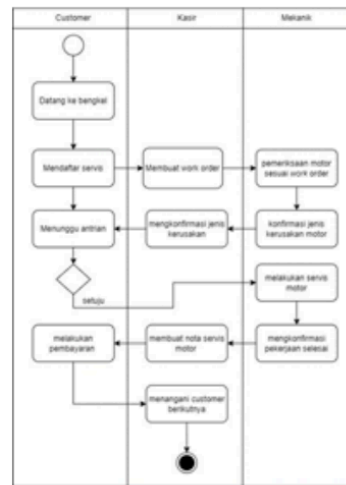 Customer
Kasir
Mekanik
Datang ke bengkel
Mendaftar servis
Membuat work order
pemeriksaan motor
sesuai work order
Menunggu antrian
mengkonfirmasi jenis
kerusakan
konfirmasi jenis
kerusakan motor
setuju
melakukan servis
motor
melakukan
pembayaran
membuat nota servis
motor
mengkonfirmasi
pekerjaan selesai
menangani customer
berikutnya